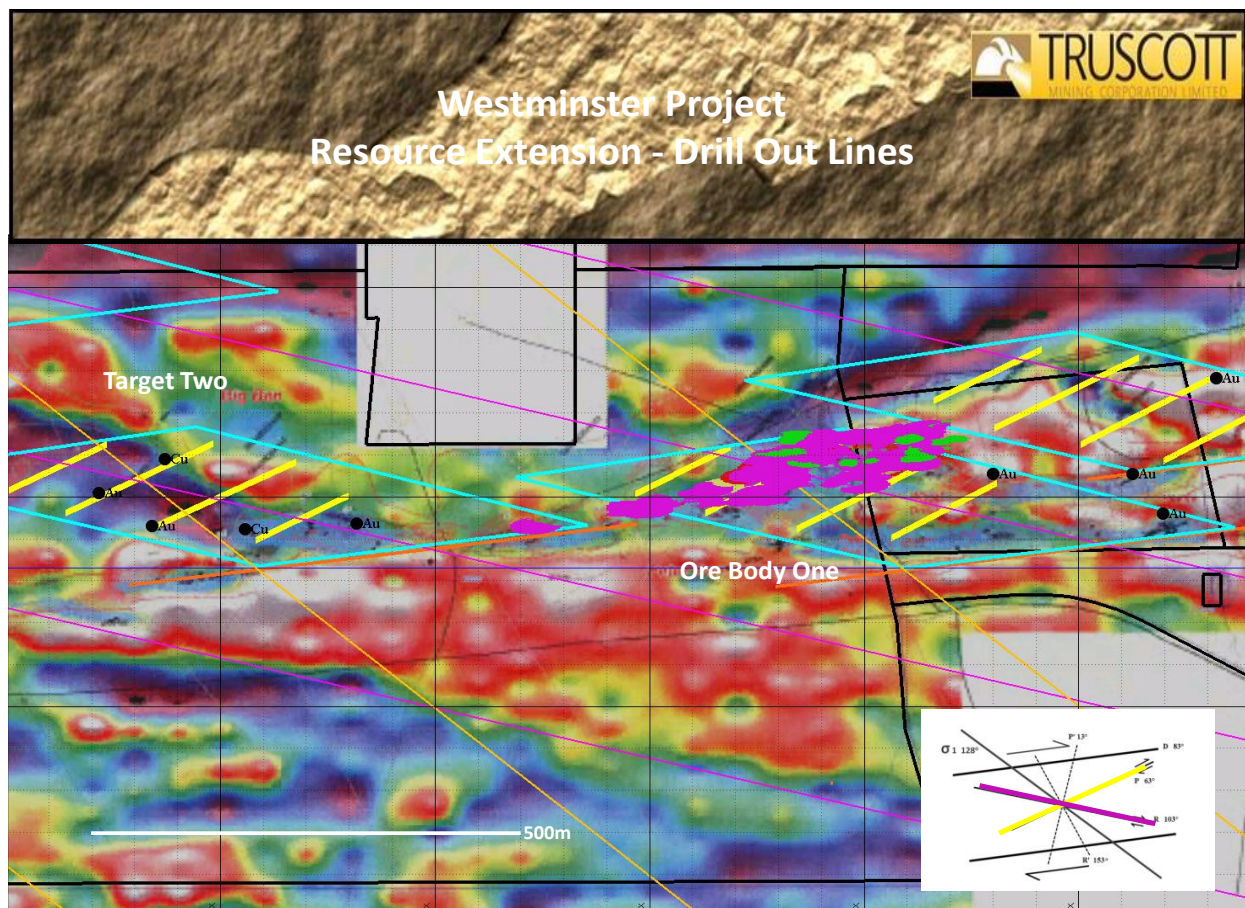 TRUSCOTT
MINING CORPORATION LIMITED
Westminster Project
Resource Extension - Drill Out Lines
Target Two
Au
Cu
Au
Au
Au
Au
Cu
Au
Au
Ore Body One
P' 13°
σ1 128°
D 83°
P 63°
R 103°
R' 153°
500m